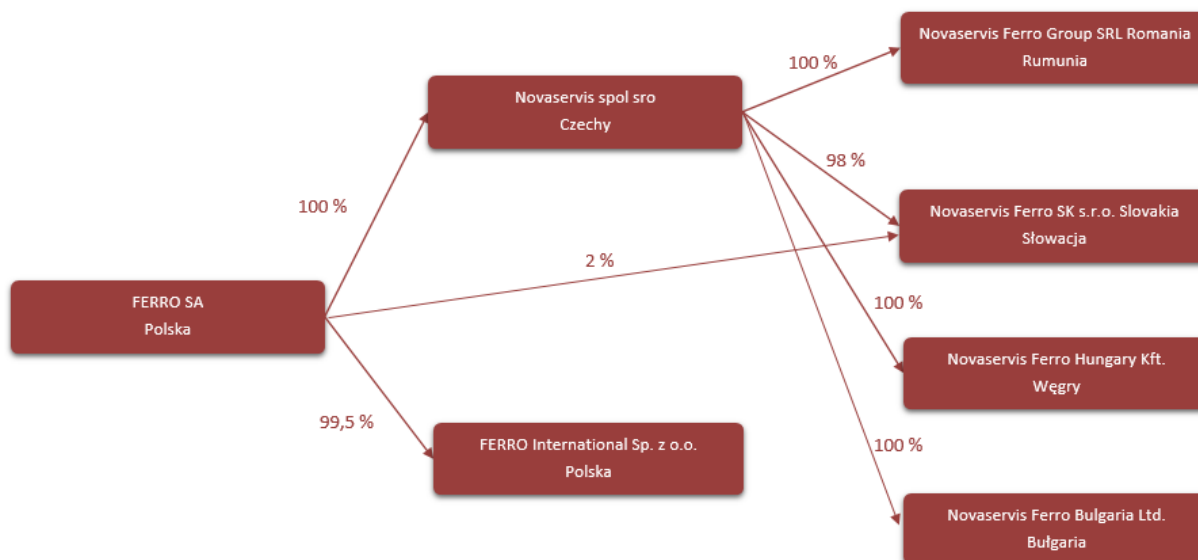 Novaservis Ferro Group SRL Romania
Rumunia
100 %
Novaservis spol sro
Czechy
98 %
Novaservis Ferro SK s.r.o. Slovakia
Słowacja
100 %
2 %
FERRO SA
Polska
100 %
Novaservis Ferro Hungary Kft.
Węgry
99,5 %
FERRO International Sp. z o.o.
Polska
100 %
Novaservis Ferro Bulgaria Ltd.
Bułgaria